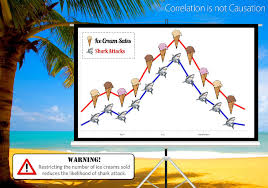 Correlation is not Causation
Ice Cream Sales
Shark Attacks
WARNING!
Restricting the number of ice creams sold
reduces the likelihood of shark attack.